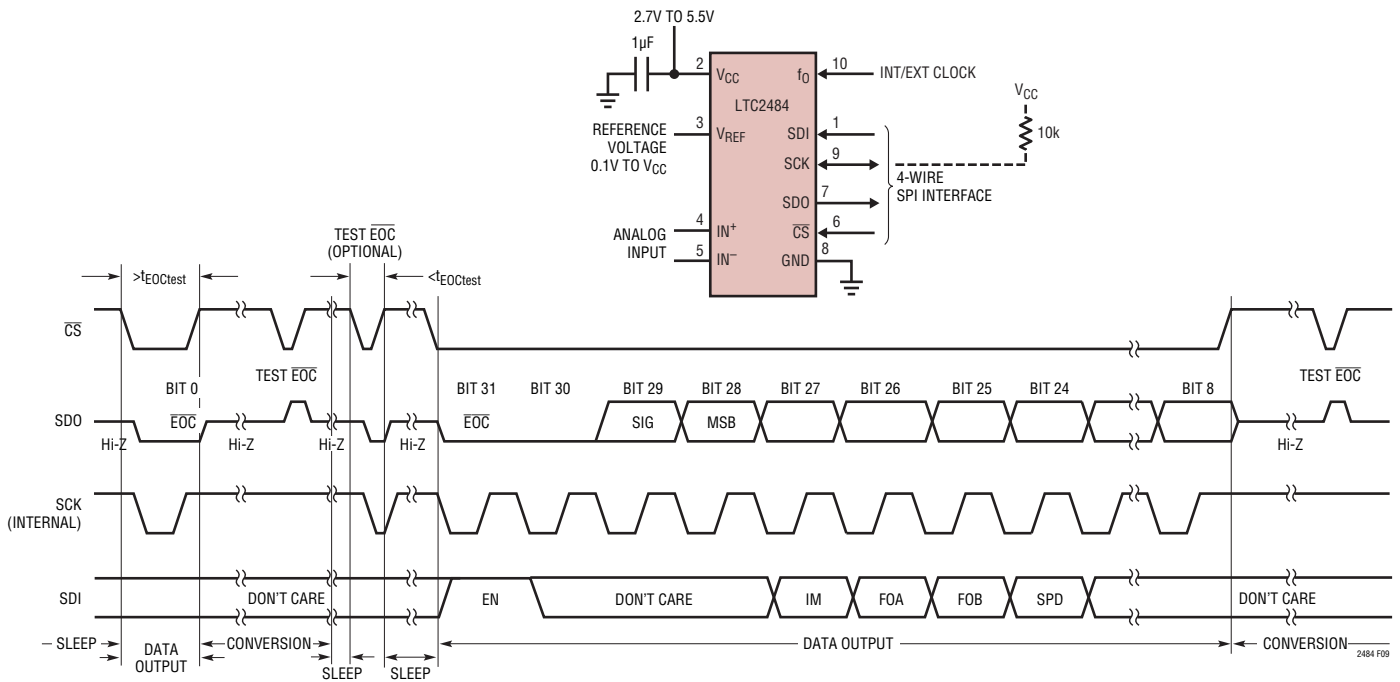 2.7V TO 5.5V
1µF
2
VCC
fO
10
INT/EXT CLOCK
LTC2484
VCC
10k
REFERENCE
VOLTAGE
0.1V TO VCC
3
VREF
SDI
1
SCK
9
4-WIRE
SPI INTERFACE
SDO
7
ANALOG
INPUT
4
IN+
CS
6
5
IN–
GND
8
TEST EOC
(OPTIONAL)
>tEOCtest
<tEOCtest
CS
TEST EOC
TEST EOC
BIT 0
BIT 31
BIT 30
BIT 29
BIT 28
BIT 27
BIT 26
BIT 25
BIT 24
BIT 8
SDO
EOC
EOC
SIG
MSB
Hi-Z
Hi-Z
Hi-Z
Hi-Z
Hi-Z
SCK
(INTERNAL)
SDI
DON'T CARE
EN
DON'T CARE
IM
FOA
FOB
SPD
DON'T CARE
SLEEP
DATA
OUTPUT
CONVERSION
SLEEP
SLEEP
DATA OUTPUT
CONVERSION
2484 F09